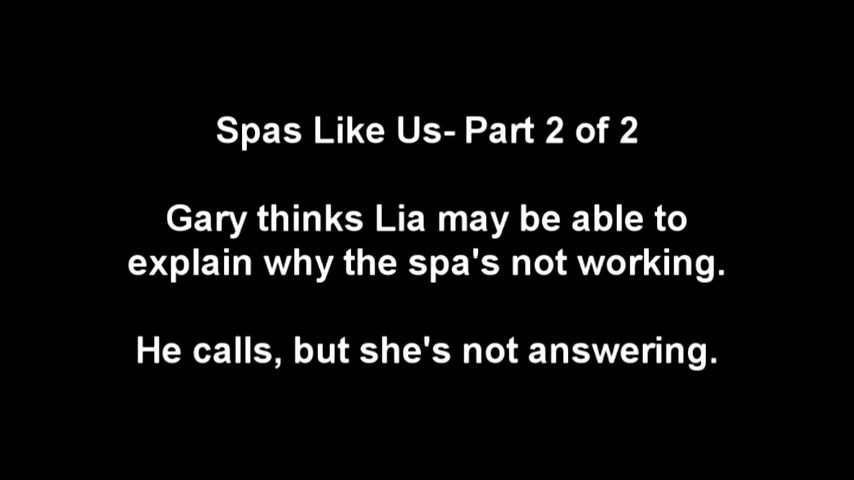 Spas Like Us- Part 2 of 2
Gary thinks Lia may be able to
explain why the spa's not working.
He calls, but she's not answering.